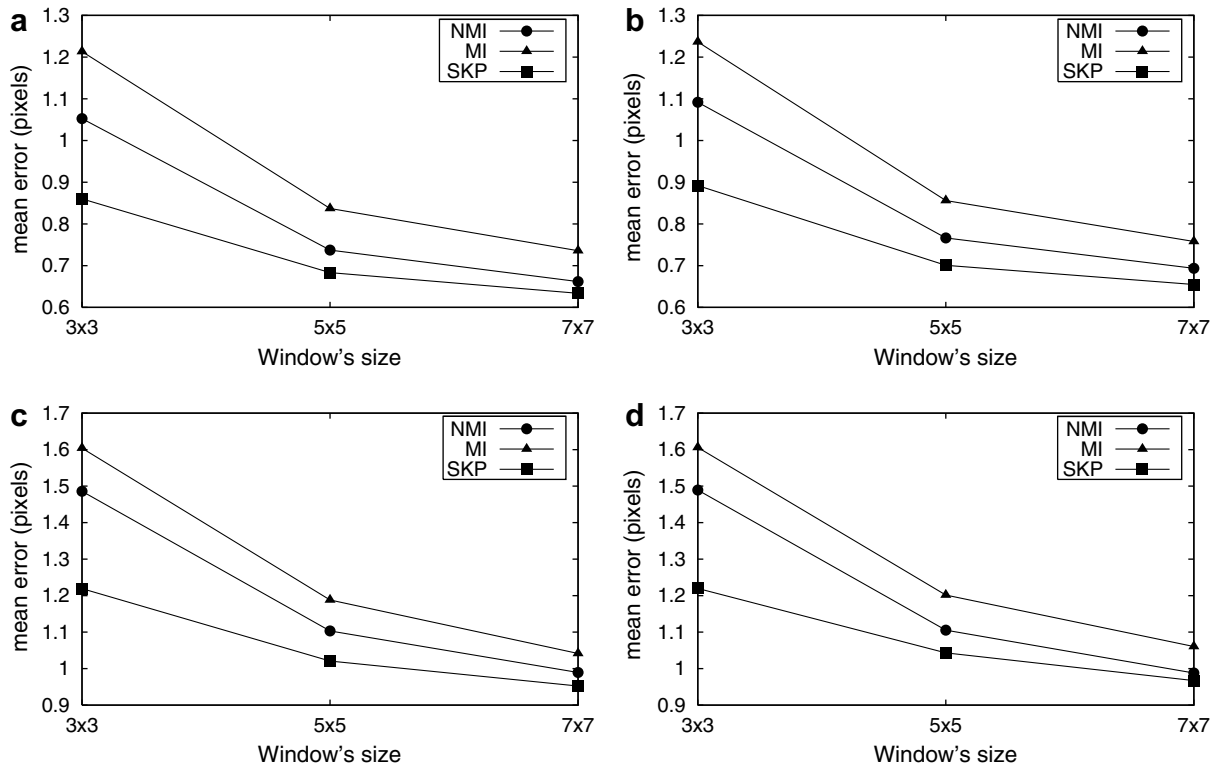 a
mean error (pixels)
1.3
1.2
1.1
1
0.9
0.8
0.7
0.6
3x3
5x5
7x7
Window's size
NMI
MI
SKP
b
mean error (pixels)
1.3
1.2
1.1
1
0.9
0.8
0.7
0.6
3x3
5x5
7x7
Window's size
NMI
MI
SKP
c
mean error (pixels)
1.7
1.6
1.5
1.4
1.3
1.2
1.1
1
0.9
3x3
5x5
7x7
Window's size
NMI
MI
SKP
d
mean error (pixels)
1.7
1.6
1.5
1.4
1.3
1.2
1.1
1
0.9
3x3
5x5
7x7
Window's size
NMI
MI
SKP